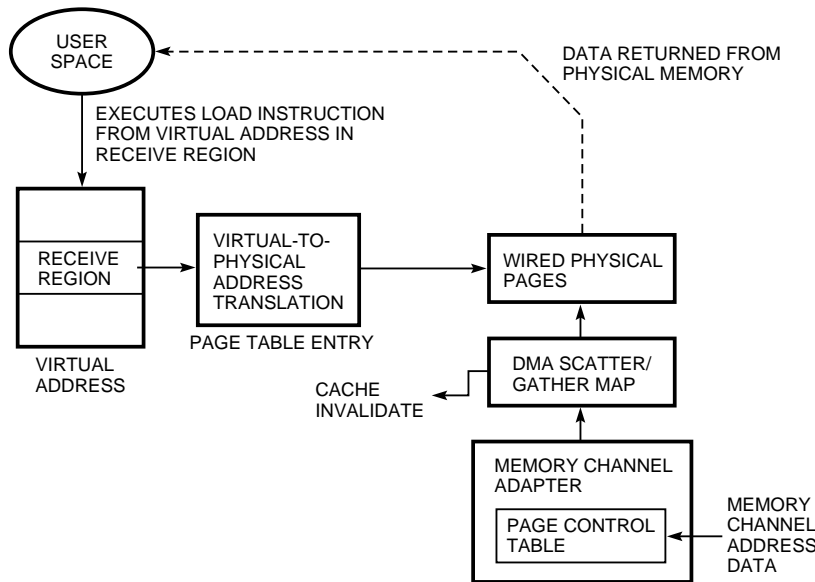 USER
SPACE
DATA RETURNED FROM
PHYSICAL MEMORY
EXECUTES LOAD INSTRUCTION
FROM VIRTUAL ADDRESS IN
RECEIVE REGION
RECEIVE
REGION
VIRTUAL-TO-
PHYSICAL
ADDRESS
TRANSLATION
WIRED PHYSICAL
PAGES
PAGE TABLE ENTRY
VIRTUAL
ADDRESS
DMA SCATTER/
GATHER MAP
CACHE
INVALIDATE
MEMORY CHANNEL
ADAPTER
PAGE CONTROL
TABLE
MEMORY
CHANNEL
ADDRESS
DATA